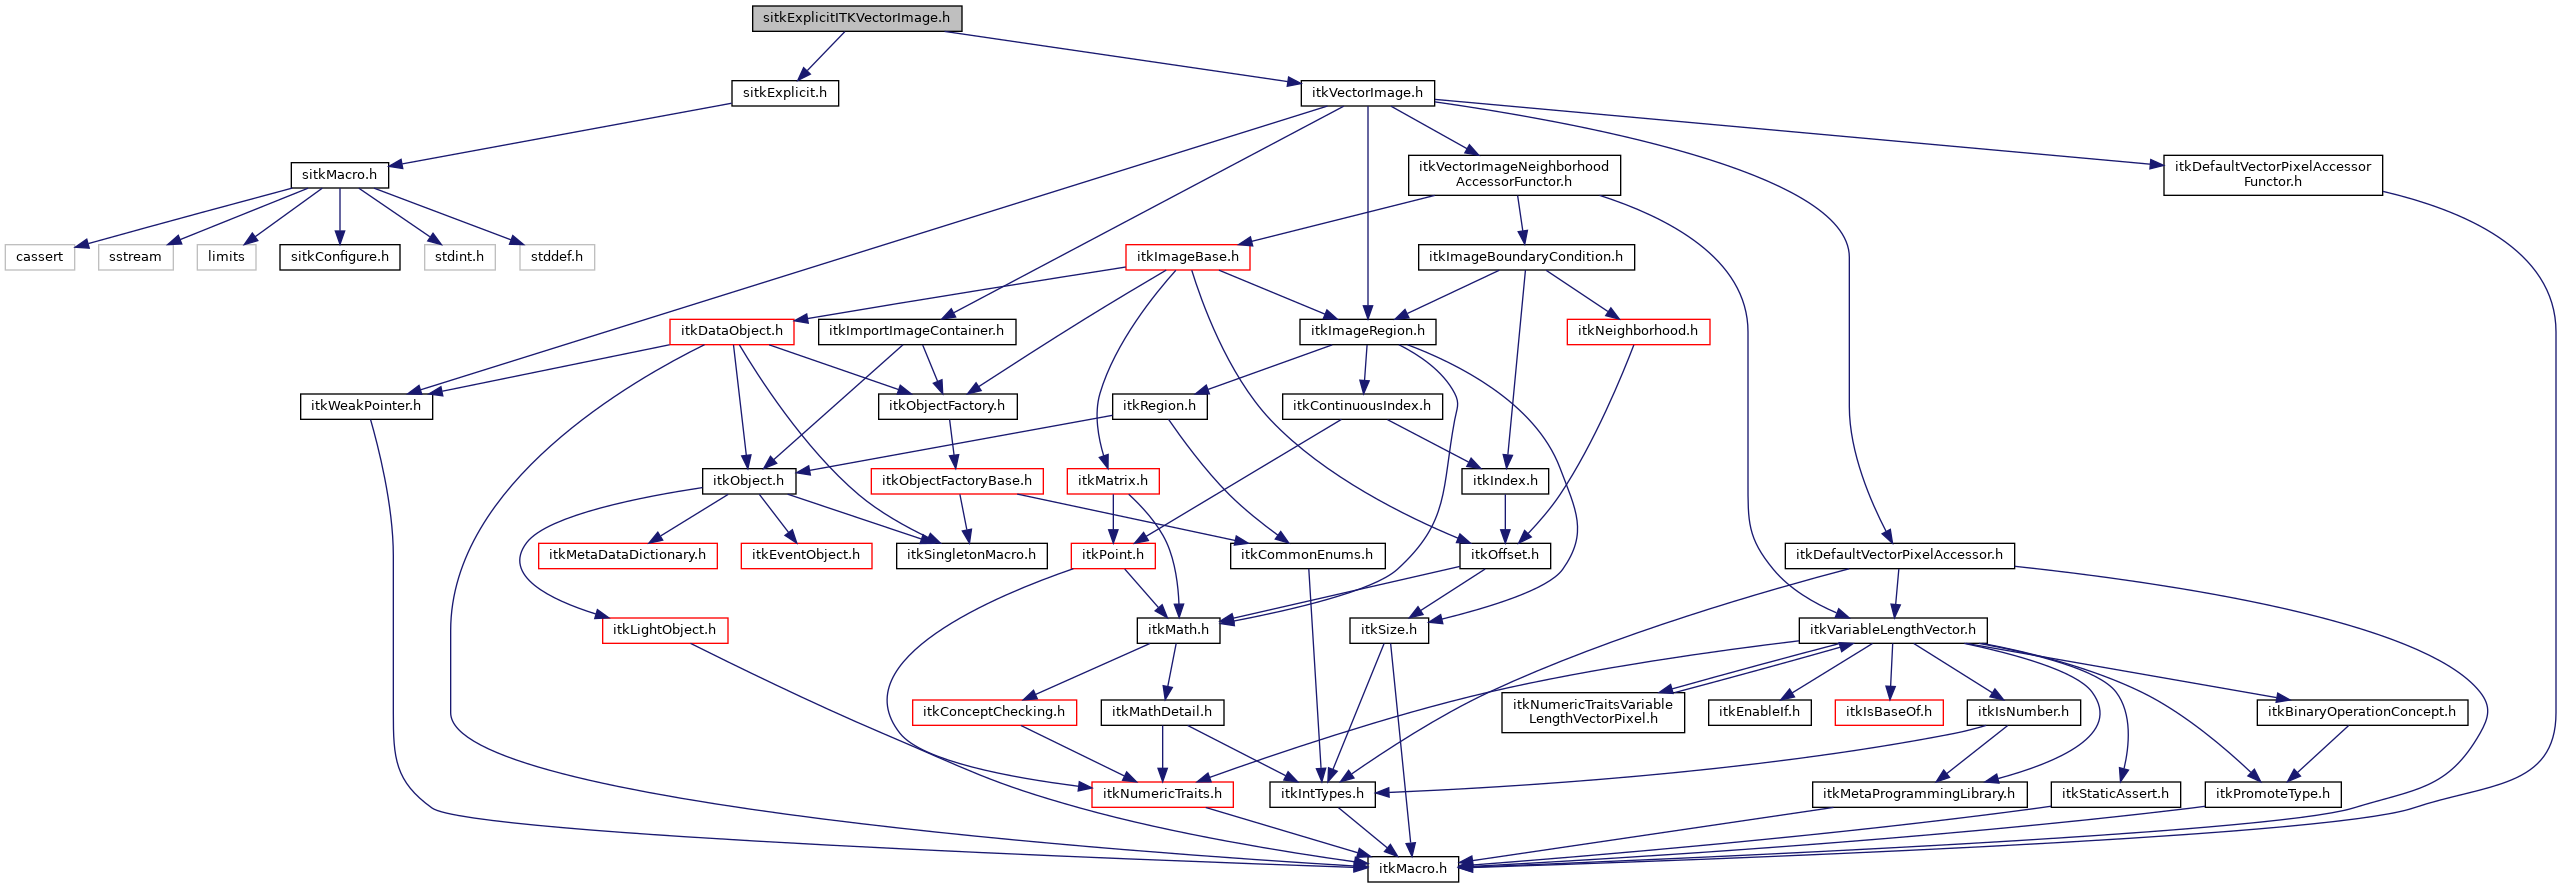 sitkExplicitITKVectorImage.h
sitkExplicit.h
itkVectorImage.h
sitkMacro.h
itkVectorImageNeighborhood
AccessorFunctor.h
itkDefaultVectorPixelAccessor
Functor.h
cassert
sstream
limits
sitkConfigure.h
stdint.h
stddef.h
itkImageBase.h
itkImageBoundaryCondition.h
itkDataObject.h
itkImportImageContainer.h
itkImageRegion.h
itkNeighborhood.h
itkWeakPointer.h
itkObjectFactory.h
itkRegion.h
itkContinuousIndex.h
itkObject.h
itkObjectFactoryBase.h
itkMatrix.h
itkIndex.h
itkMetaDataDictionary.h
itkEventObject.h
itkSingletonMacro.h
itkPoint.h
itkCommonEnums.h
itkOffset.h
itkDefaultVectorPixelAccessor.h
itkLightObject.h
itkMath.h
itkSize.h
itkVariableLengthVector.h
itkConceptChecking.h
itkMathDetail.h
itkNumericTraitsVariable
LengthVectorPixel.h
itkEnableIf.h
itkIsBaseOf.h
itkIsNumber.h
itkBinaryOperationConcept.h
itkNumericTraits.h
itkIntTypes.h
itkMetaProgrammingLibrary.h
itkStaticAssert.h
itkPromoteType.h
itkMacro.h